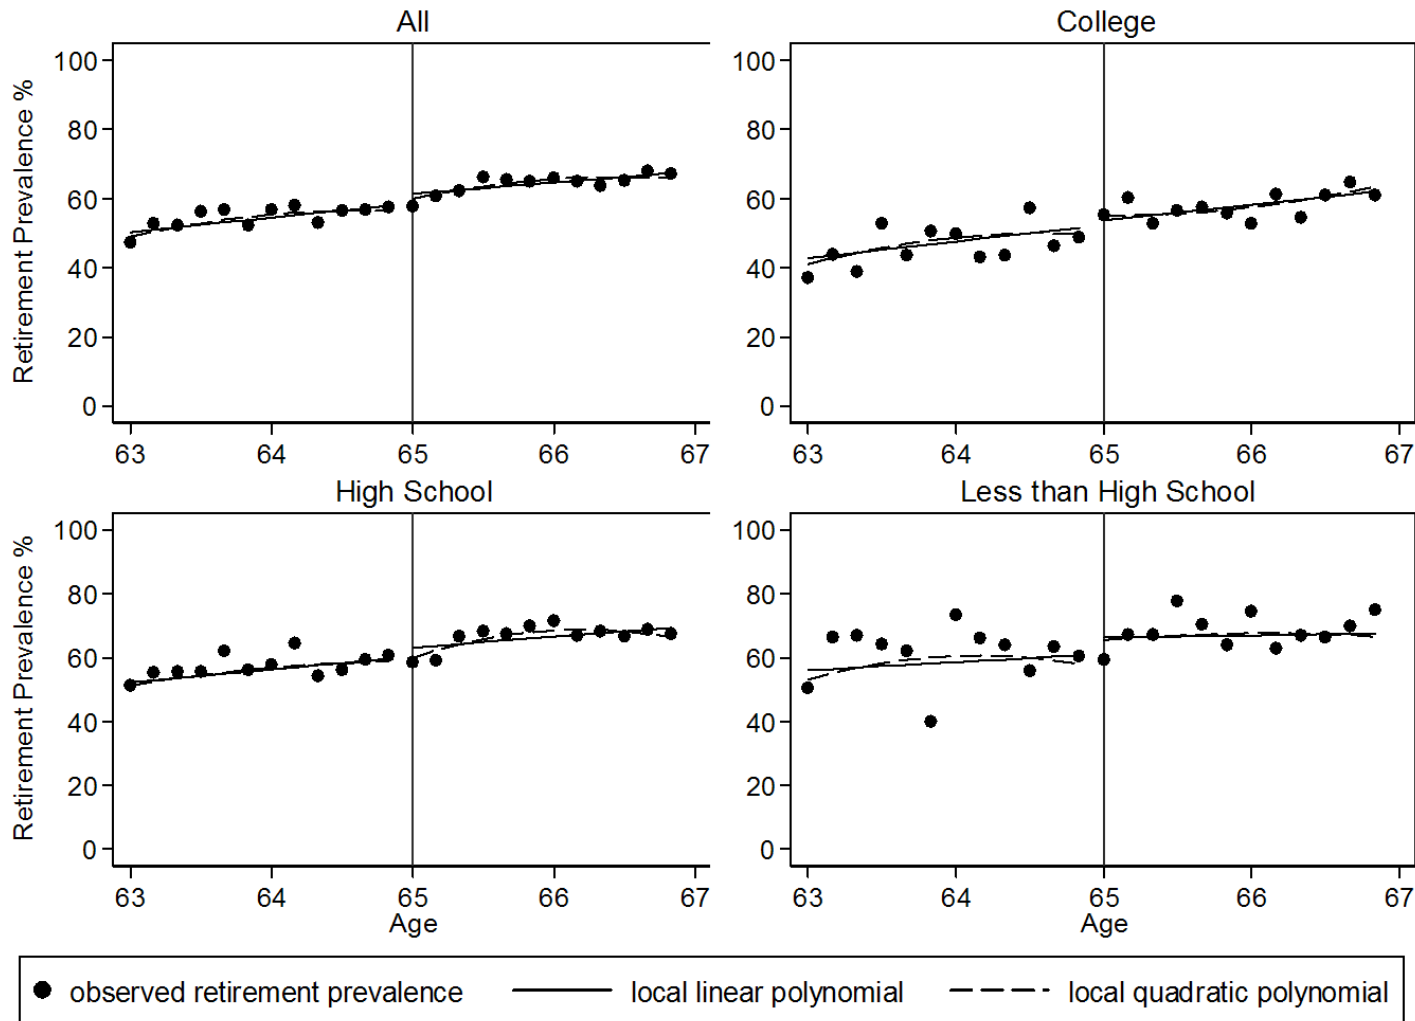 All
College
Retirement Prevalence %
100
80
60
40
20
0
63 64 65 66 67
100
80
60
40
20
0
63 64 65 66 67
High School
Less than High School
Retirement Prevalence %
100
80
60
40
20
0
63 64 65 66 67
Age
100
80
60
40
20
0
63 64 65 66 67
Age
observed retirement prevalence local linear polynomial local quadratic polynomial